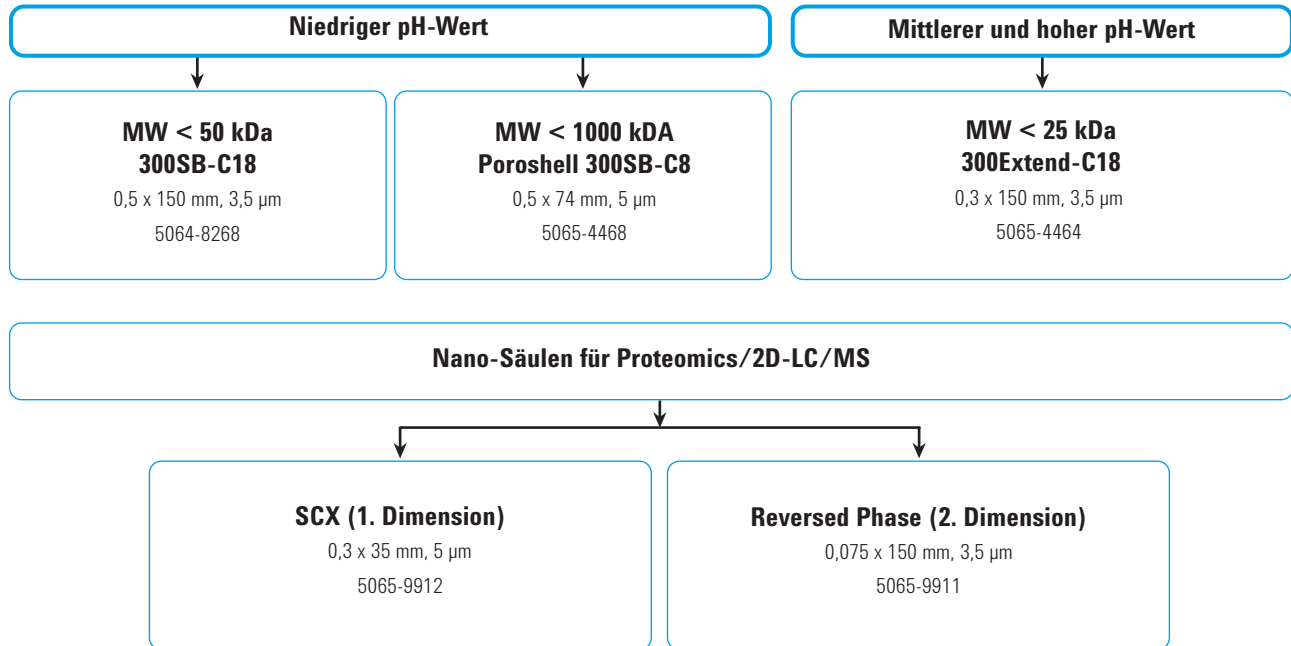 Niedriger pH-Wert
Mittlerer und hoher pH-Wert
MW < 50 kDa
300SB-C18
0,5 x 150 mm, 3,5 µm
5064-8268
MW < 1000 kDA
Poroshell 300SB-C8
0,5 x 74 mm, 5 µm
5065-4468
MW < 25 kDa
300Extend-C18
0,3 x 150 mm, 3,5 µm
5065-4464
Nano-Säulen für Proteomics/2D-LC/MS
SCX (1. Dimension)
0,3 x 35 mm, 5 µm
5065-9912
Reversed Phase (2. Dimension)
0,075 x 150 mm, 3,5 µm
5065-9911